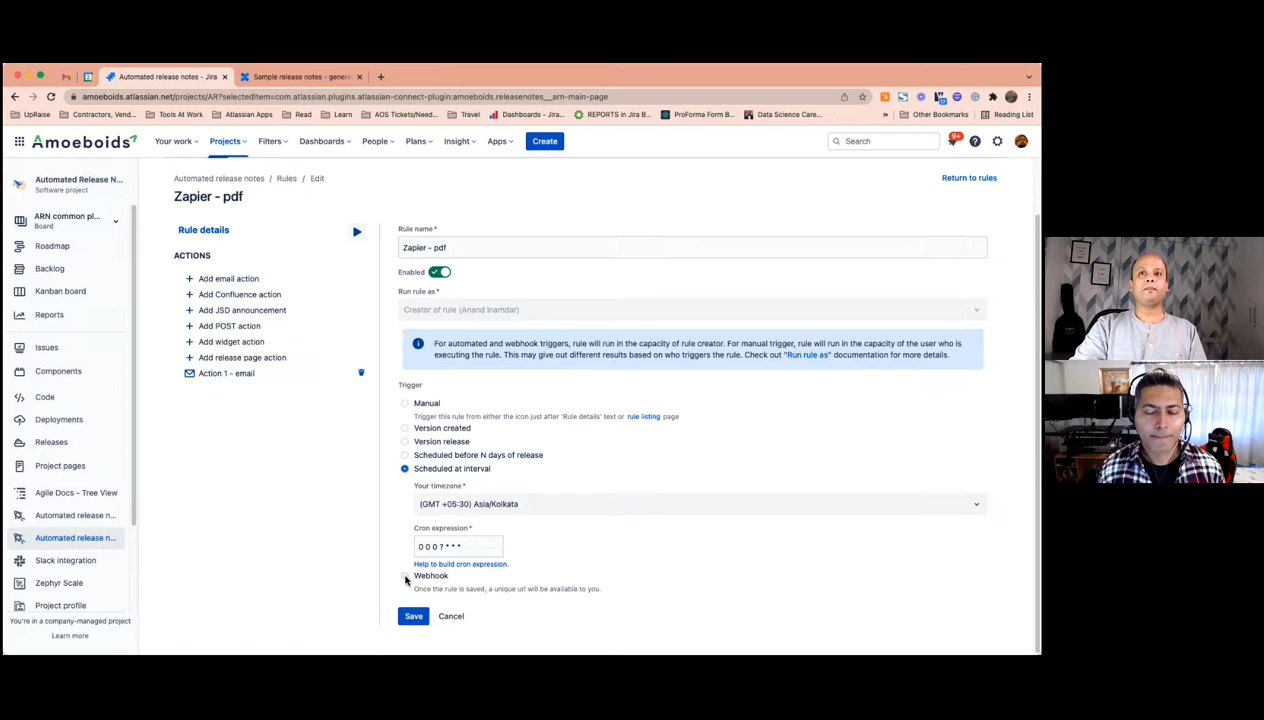 Automated release notes - Jira
Sample release notes - gener
amoeboids.atlassian.net/projects/AR?selectedItem=com.atlassian.plugins.atlassian-connect-plugin:amoeboids.releasenotes__arn-main-page
UpRaise
Contractors, Vend...
Tools At Work
Atlassian Apps
Read
Learn
AOS Tickets/Need...
Travel
Dashboards - Jira...
REPORTS in Jira B...
ProForma Form B...
Data Science Care...
»
Other Bookmarks
Reading List
Amoeboids
Your work
Projects
Filters
Dashboards
People
Plans
Insight
Apps
Create
Search
9+
Automated Release N...
Software project
ARN common pl...
Board
Roadmap
Backlog
Kanban board
Reports
Issues
Components
Code
Deployments
Releases
Project pages
Agile Docs - Tree View
Automated release n...
Automated release n...
Slack integration
Zephyr Scale
Project profile
You're in a company-managed project
Learn more
Automated release notes / Rules / Edit
Return to rules
Zapier - pdf
Rule details
ACTIONS
+ Add email action
+ Add Confluence action
+ Add JSD announcement
+ Add POST action
+ Add widget action
+ Add release page action
Action 1 - email
Rule name *
Zapier - pdf
Enabled
Run rule as *
Creator of rule (Anand Inamdar)
For automated and webhook triggers, rule will run in the capacity of rule creator. For manual trigger, rule will run in the capacity of the user who is
executing the rule. This may give out different results based on who triggers the rule. Check out "Run rule as" documentation for more details.
Trigger
Manual
Trigger this rule from either the icon just after 'Rule details' text or rule listing page
Version created
Version release
Scheduled before N days of release
Scheduled at interval
Your timezone *
(GMT +05:30) Asia/Kolkata
Cron expression *
0 0 0 ? * * *
Help to build cron expression.
Webhook
Once the rule is saved, a unique url will be available to you.
Save
Cancel